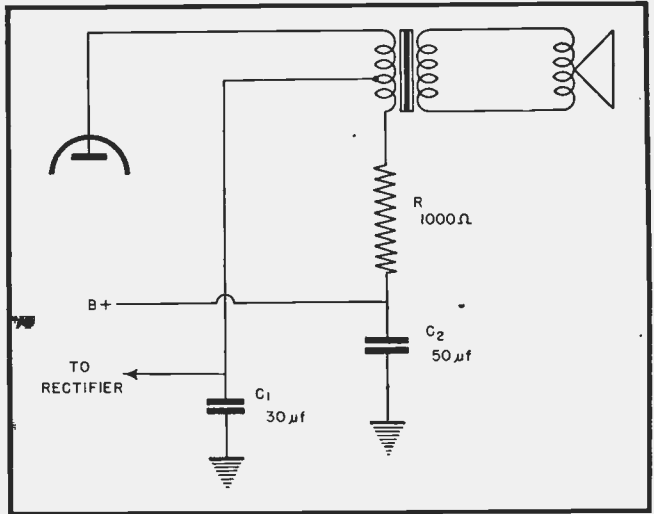 R
1000Ω
B+
C2
50 µf
TO
RECTIFIER
C1
30 µf